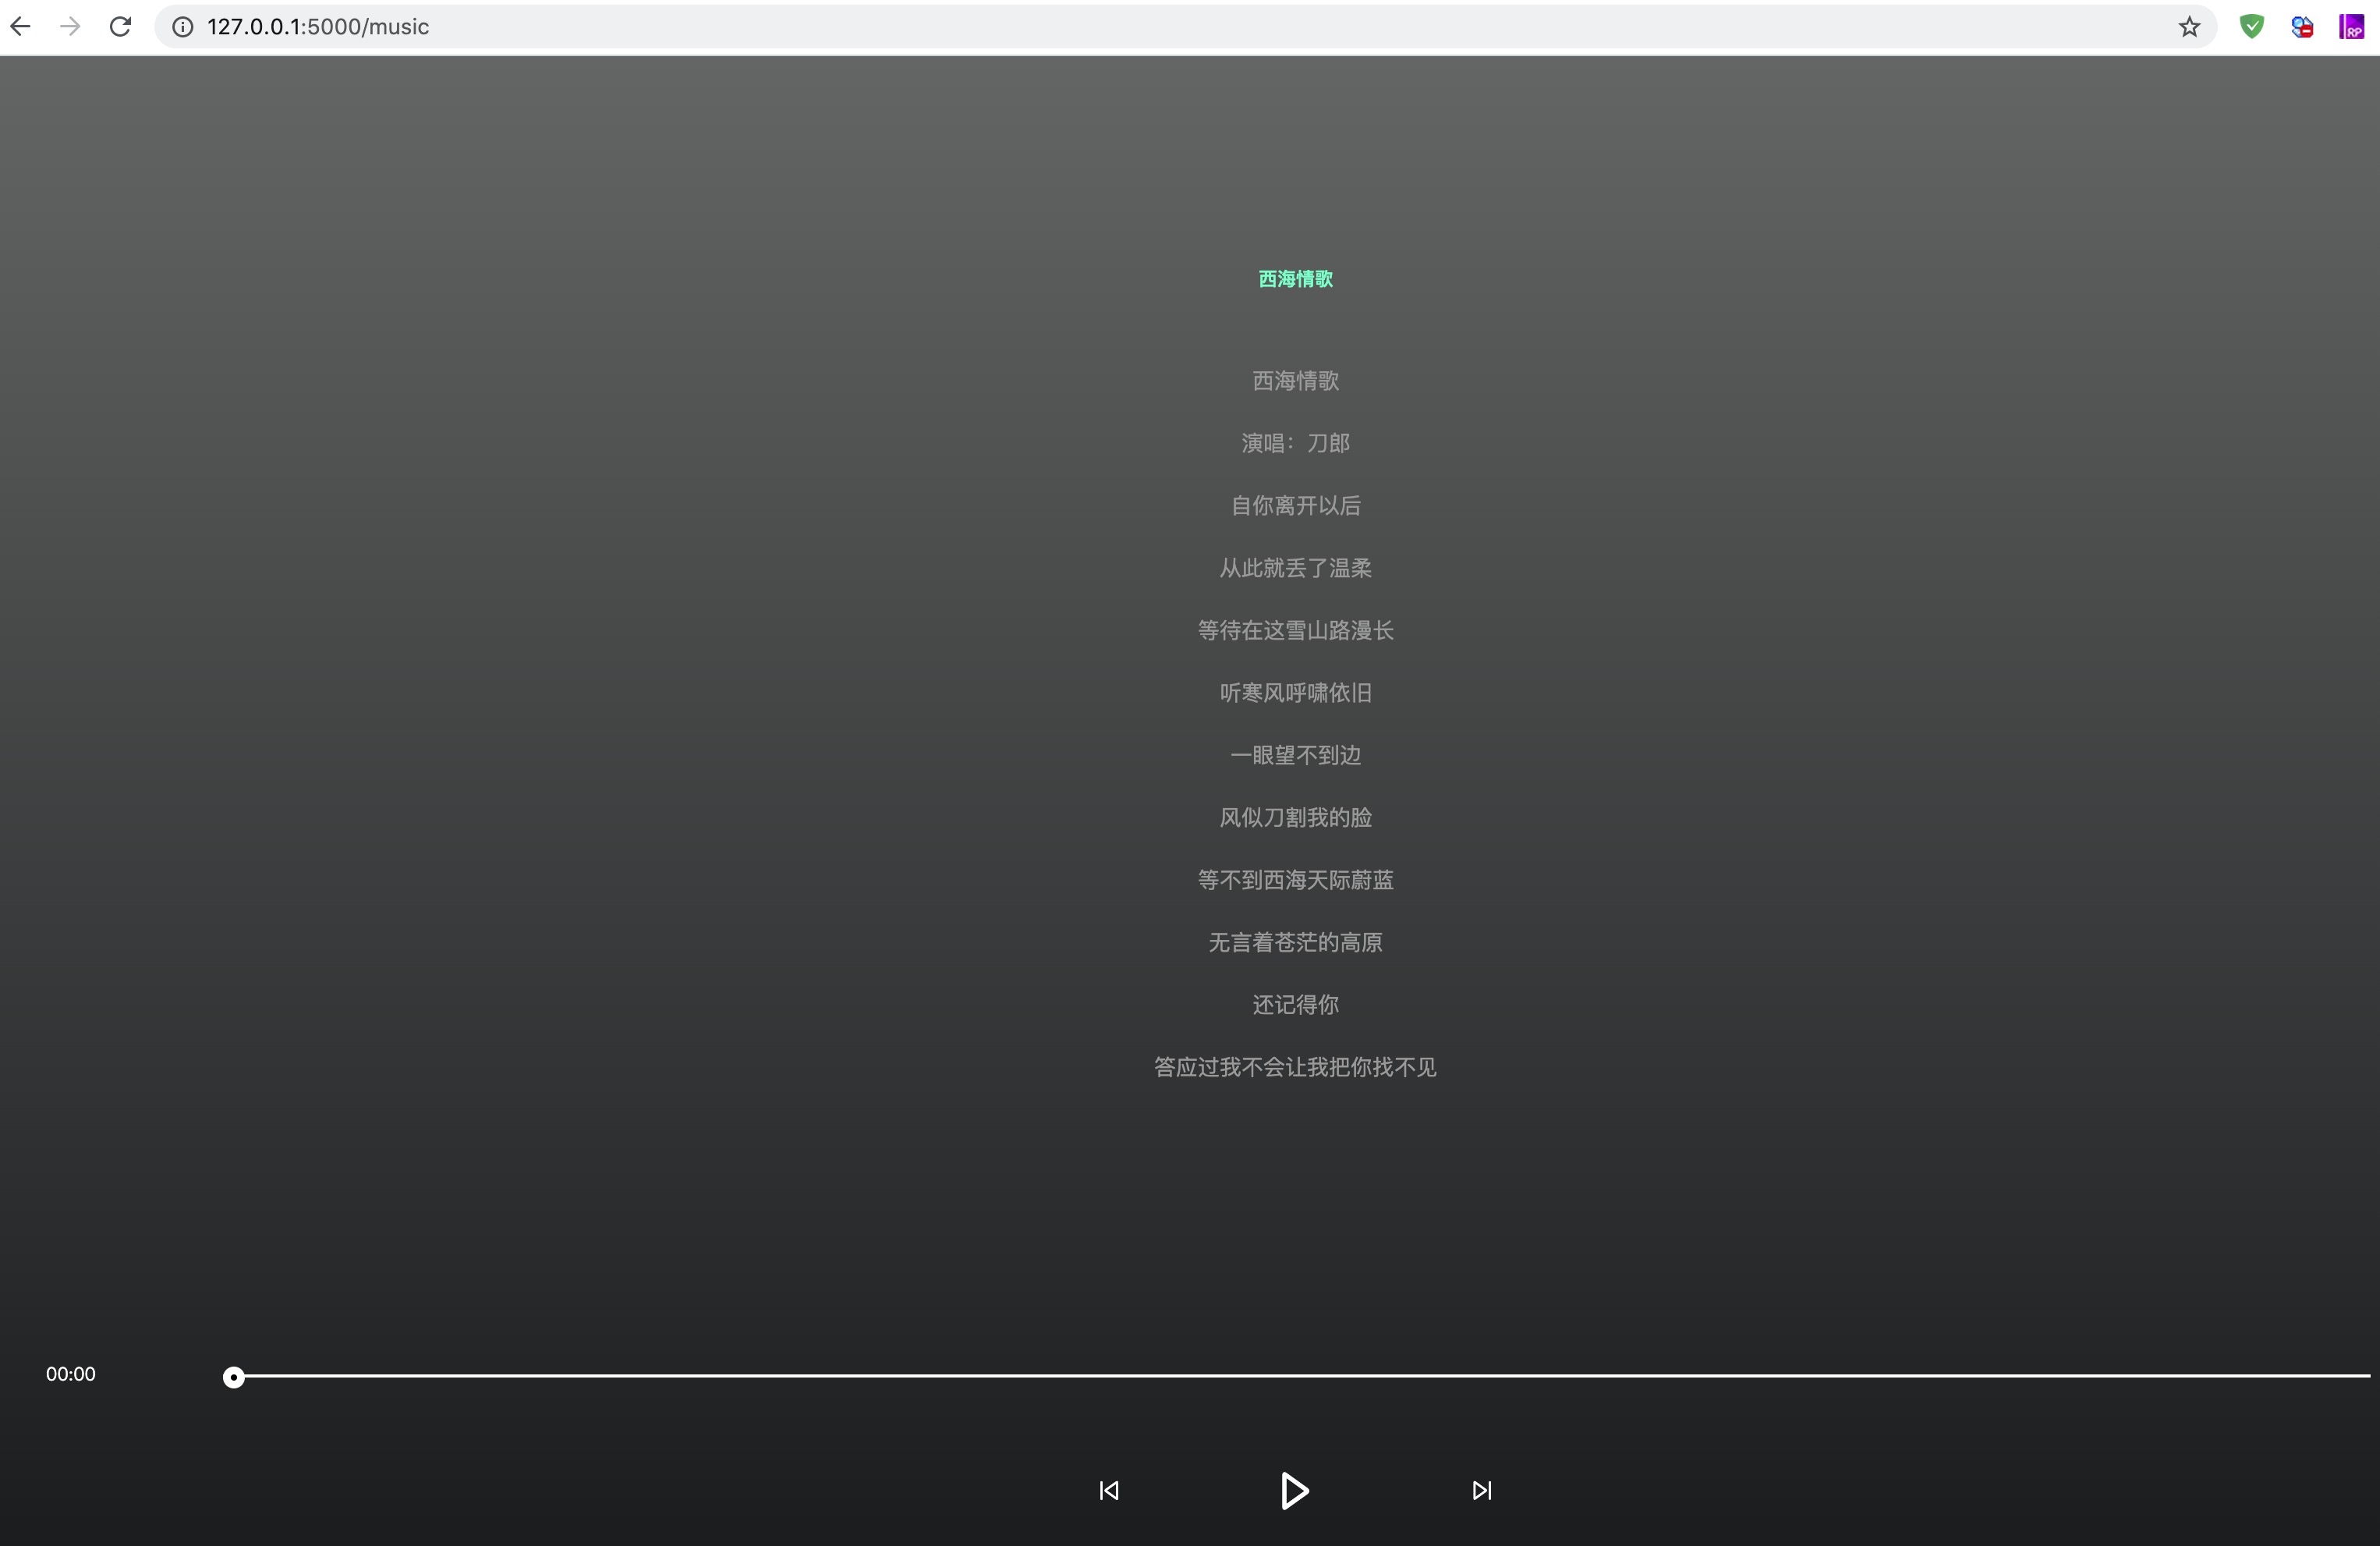 127.0.0.1:5000/music
RP
西海情歌
西海情歌
演唱：刀郎
自你离开以后
从此就丢了温柔
等待在这雪山路漫长
听寒风呼啸依旧
一眼望不到边
风似刀割我的脸
等不到西海天际蔚蓝
无言着苍茫的高原
还记得你
答应过我不会让我把你找不见
00:00